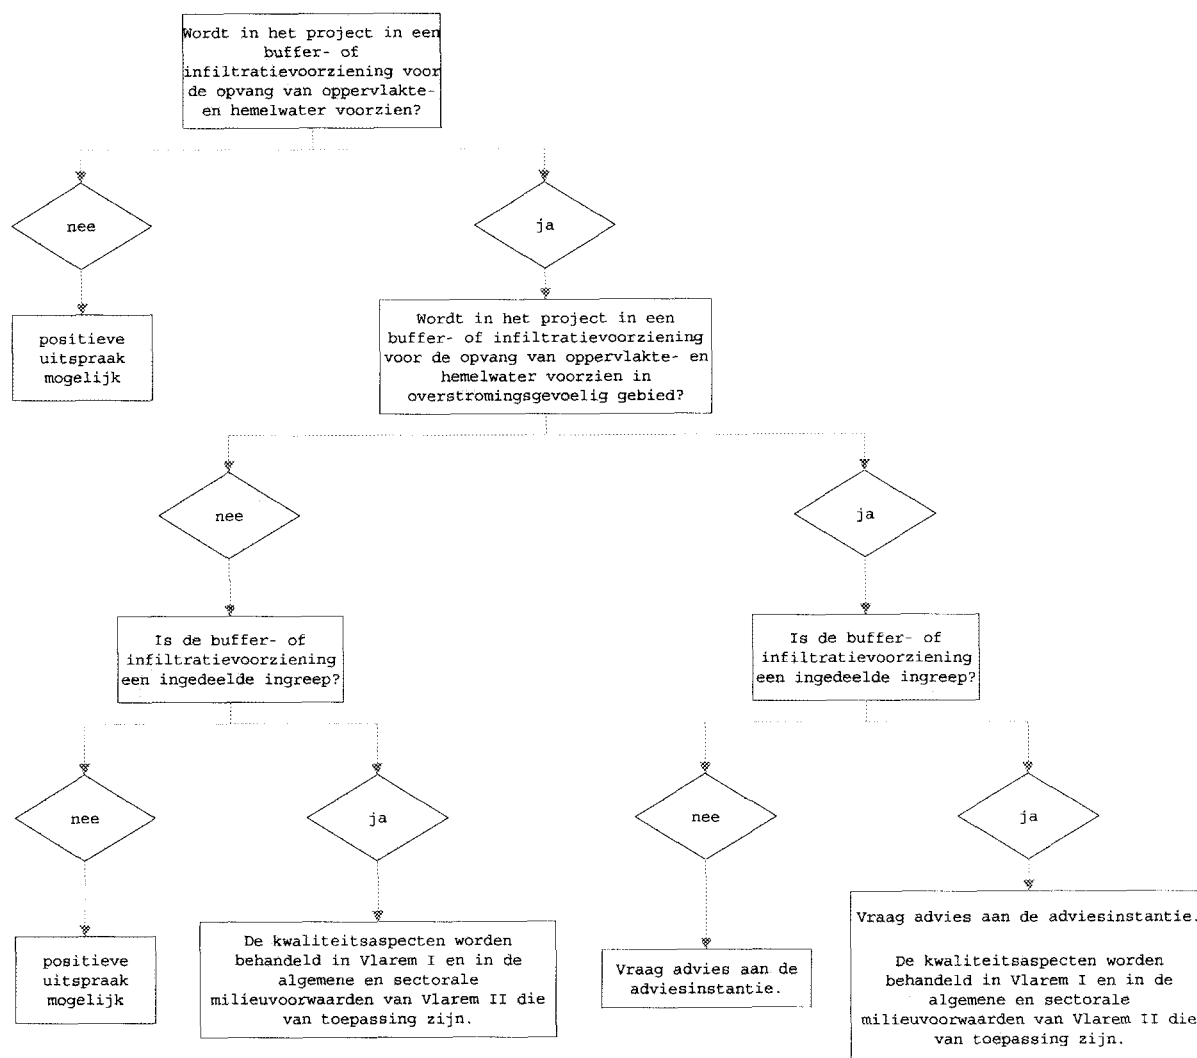 Wordt in het project in een
buffer- of
infiltratievoorziening voor
de opvang van oppervlakte-
en hemelwater voorzien?
nee
ja
positieve
uitspraak
mogelijk
Wordt in het project in een
buffer- of infiltratievoorziening
voor de opvang van oppervlakte- en
hemelwater voorzien in
overstromingsgevoelig gebied?
nee
ja
Is de buffer- of
infiltratievoorziening
een ingedeelde ingreep?
Is de buffer- of
infiltratievoorziening
een ingedeelde ingreep?
nee
ja
nee
ja
positieve
uitspraak
mogelijk
De kwaliteitsaspecten worden
behandeld in Vlarem I en in de
algemene en sectorale
milieuvoorwaarden van Vlarem II die
van toepassing zijn.
Vraag advies aan de
adviesinstantie.
Vraag advies aan de adviesinstantie.
De kwaliteitsaspecten worden
behandeld in Vlarem I en in de
algemene en sectorale
milieuvoorwaarden van Vlarem II die
van toepassing zijn.